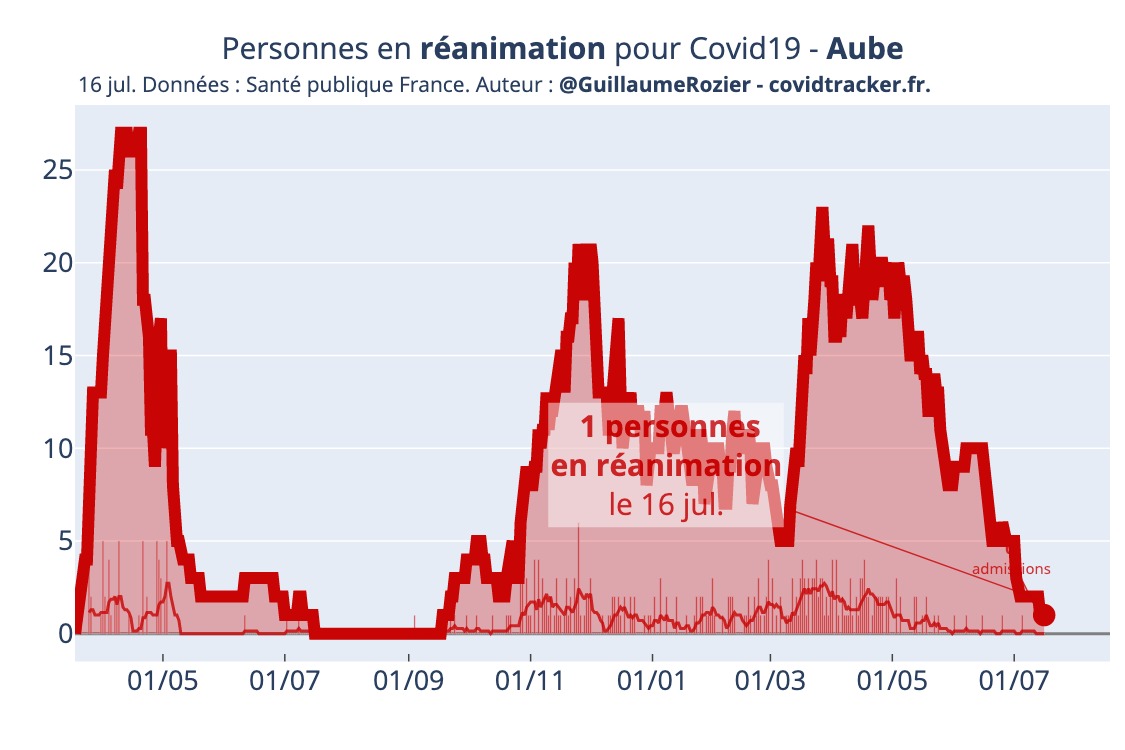 Personnes en réanimation pour Covid19 - Aube
16 jul. Données : Santé publique France. Auteur : @GuillaumeRozier - covidtracker.fr.
25
20
15
10
5
0
1 personnes
en réanimation
le 16 jul.
admissions
01/05 01/07 01/09 01/11 01/01 01/03 01/05 01/07